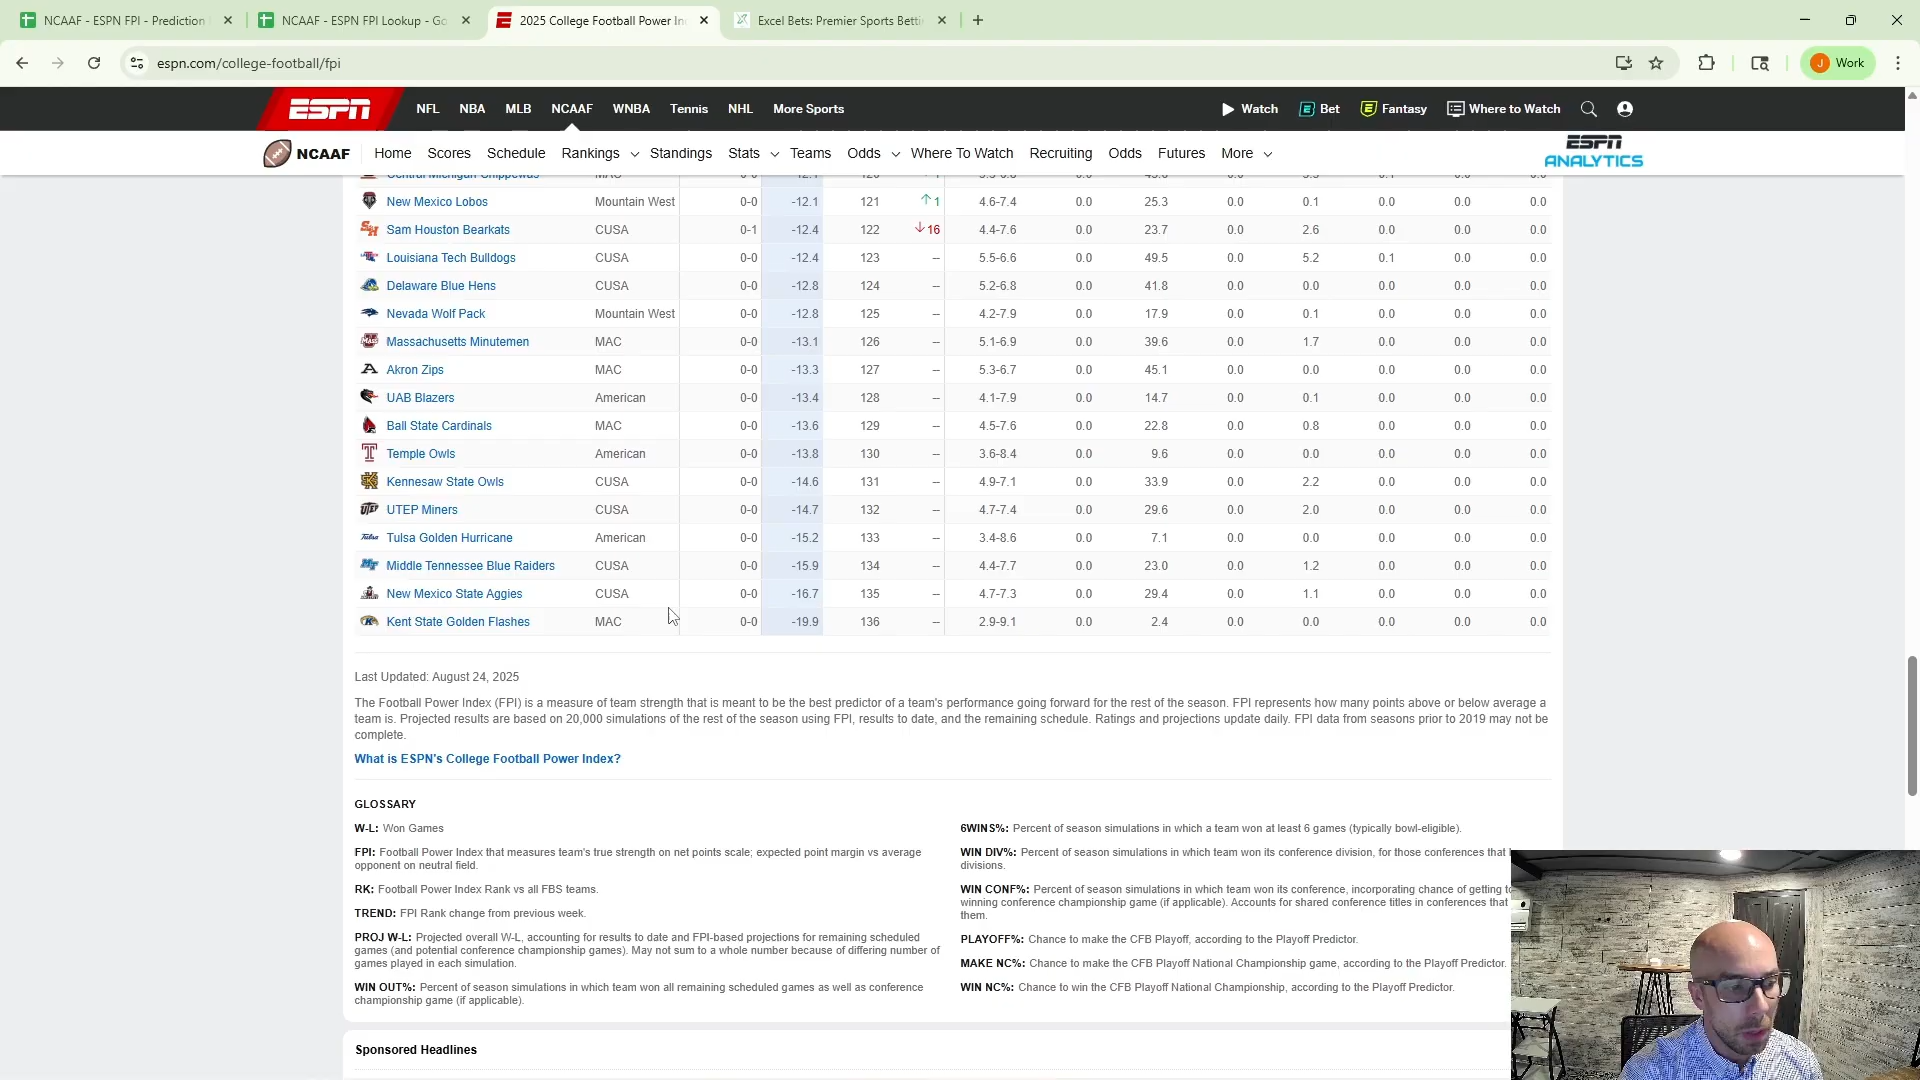 NCAAF - ESPN FPI - Prediction
NCAAF - ESPN FPI Lookup - Go
2025 College Football Power In
Excel Bets: Premier Sports Betti
espn.com/college-football/fpi
J Work
ESPN NFL NBA MLB NCAAF WNBA Tennis NHL More Sports Watch Bet Fantasy Where to Watch
NCAAF Home Scores Schedule Rankings Standings Stats Teams Odds Where To Watch Recruiting Odds Futures More ESPN ANALYTICS
Central Michigan Chippewas MAC 0-0
New Mexico Lobos Mountain West 0-0 -12.1 121 ↑1 4.6-7.4 0.0 25.3 0.0 0.1 0.0 0.0 0.0
Sam Houston Bearkats CUSA 0-1 -12.4 122 ↓16 4.4-7.6 0.0 23.7 0.0 2.6 0.0 0.0 0.0
Louisiana Tech Bulldogs CUSA 0-0 -12.4 123 -- 5.5-6.6 0.0 49.5 0.0 5.2 0.1 0.0 0.0
Delaware Blue Hens CUSA 0-0 -12.8 124 -- 5.2-6.8 0.0 41.8 0.0 0.0 0.0 0.0 0.0
Nevada Wolf Pack Mountain West 0-0 -12.8 125 -- 4.2-7.9 0.0 17.9 0.0 0.1 0.0 0.0 0.0
Massachusetts Minutemen MAC 0-0 -13.1 126 -- 5.1-6.9 0.0 39.6 0.0 1.7 0.0 0.0 0.0
Akron Zips MAC 0-0 -13.3 127 -- 5.3-6.7 0.0 45.1 0.0 0.0 0.0 0.0 0.0
UAB Blazers American 0-0 -13.4 128 -- 4.1-7.9 0.0 14.7 0.0 0.1 0.0 0.0 0.0
Ball State Cardinals MAC 0-0 -13.6 129 -- 4.5-7.6 0.0 22.8 0.0 0.8 0.0 0.0 0.0
Temple Owls American 0-0 -13.8 130 -- 3.6-8.4 0.0 9.6 0.0 0.0 0.0 0.0 0.0
Kennesaw State Owls CUSA 0-0 -14.6 131 -- 4.9-7.1 0.0 33.9 0.0 2.2 0.0 0.0 0.0
UTEP Miners CUSA 0-0 -14.7 132 -- 4.7-7.4 0.0 29.6 0.0 2.0 0.0 0.0 0.0
Tulsa Golden Hurricane American 0-0 -15.2 133 -- 3.4-8.6 0.0 7.1 0.0 0.0 0.0 0.0 0.0
Middle Tennessee Blue Raiders CUSA 0-0 -15.9 134 -- 4.4-7.7 0.0 23.0 0.0 1.2 0.0 0.0 0.0
New Mexico State Aggies CUSA 0-0 -16.7 135 -- 4.7-7.3 0.0 29.4 0.0 1.1 0.0 0.0 0.0
Kent State Golden Flashes MAC 0-0 -19.9 136 -- 2.9-9.1 0.0 2.4 0.0 0.0 0.0 0.0 0.0
Last Updated: August 24, 2025
The Football Power Index (FPI) is a measure of team strength that is meant to be the best predictor of a team's performance going forward for the rest of the season. FPI represents how many points above or below average a
team is. Projected results are based on 20,000 simulations of the rest of the season using FPI, results to date, and the remaining schedule. Ratings and projections update daily. FPI data from seasons prior to 2019 may not be
complete.
What is ESPN's College Football Power Index?
GLOSSARY
W-L: Won Games
FPI: Football Power Index that measures team's true strength on net points scale; expected point margin vs average
opponent on neutral field.
RK: Football Power Index Rank vs all FBS teams.
TREND: FPI Rank change from previous week.
PROJ W-L: Projected overall W-L, accounting for results to date and FPI-based projections for remaining scheduled
games (and potential conference championship games). May not sum to a whole number because of differing number of
games played in each simulation.
WIN OUT%: Percent of season simulations in which team won all remaining scheduled games as well as conference
championship game (if applicable).
6WINS%: Percent of season simulations in which a team won at least 6 games (typically bowl-eligible).
WIN DIV%: Percent of season simulations in which team won its conference division, for those conferences that
divisions.
WIN CONF%: Percent of season simulations in which team won its conference, incorporating chance of getting to
winning conference championship game (if applicable). Accounts for shared conference titles in conferences that
them.
PLAYOFF%: Chance to make the CFB Playoff, according to the Playoff Predictor.
MAKE NC%: Chance to make the CFB Playoff National Championship game, according to the Playoff Predictor.
WIN NC%: Chance to win the CFB Playoff National Championship, according to the Playoff Predictor.
Sponsored Headlines